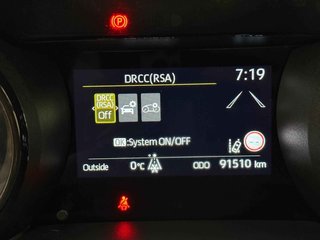 P
DRCC(RSA)
7:19
DRCC
(RSA)
Off
OK:System ON/OFF
Outside 0°C ODO 91510 km